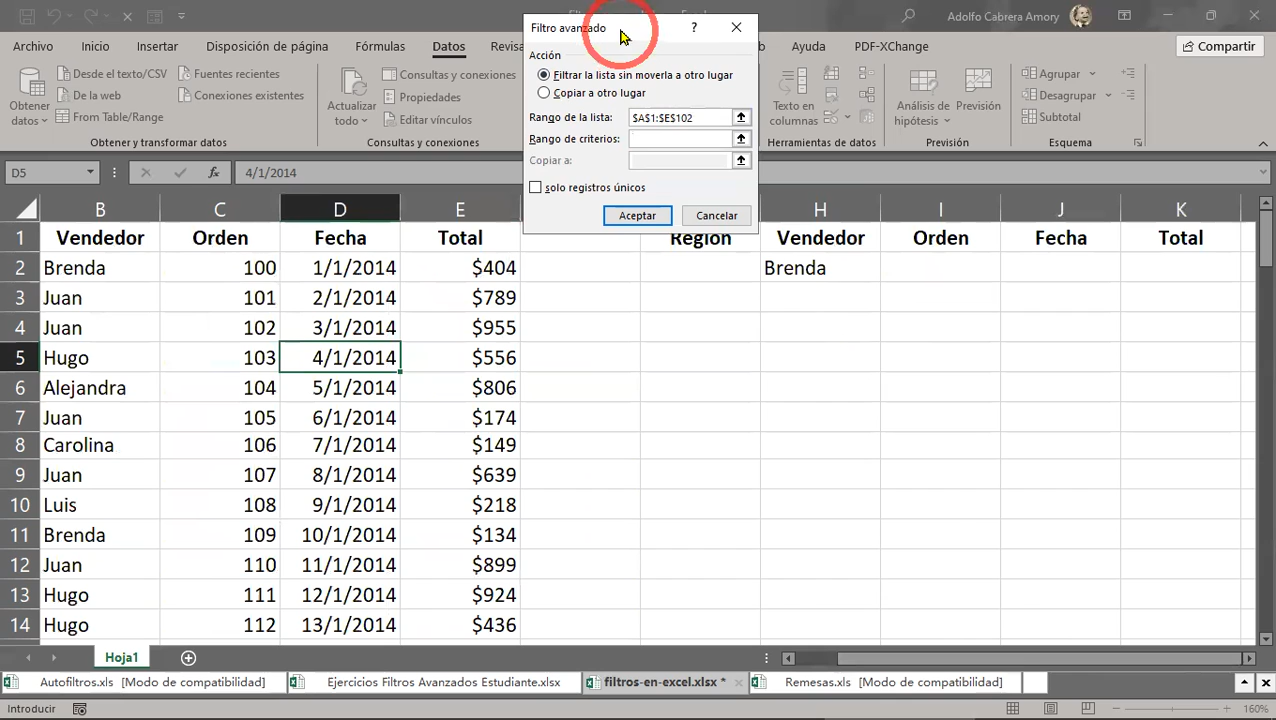 Adolfo Cabrera Amory
Filtro avanzado ? ×
Archivo Inicio Insertar Disposición de página Fórmulas Datos Ayuda PDF-XChange Compartir
Acción
Filtrar la lista sin moverla a otro lugar
Copiar a otro lugar
Rango de la lista: $A$1:$E$102
Rango de criterios:
Copiar a:
solo registros únicos
Aceptar Cancelar
Obtener datos
Desde el texto/CSV
De la web
From Table/Range
Fuentes recientes
Conexiones existentes
Obtener y transformar datos
Actualizar todo
Consultas y conexiones
Propiedades
Editar vínculos
Consultas y conexiones
Texto en columnas
Herramientas de datos
Análisis de hipótesis
Previsión
Previsión
Agrupar
Desagrupar
Subtotal
Esquema
D5 fx 4/1/2014
B C D E H I J K
1 Vendedor Orden Fecha Total Región Vendedor Orden Fecha Total
2 Brenda 100 1/1/2014 $404 Brenda
3 Juan 101 2/1/2014 $789
4 Juan 102 3/1/2014 $955
5 Hugo 103 4/1/2014 $556
6 Alejandra 104 5/1/2014 $806
7 Juan 105 6/1/2014 $174
8 Carolina 106 7/1/2014 $149
9 Juan 107 8/1/2014 $639
10 Luis 108 9/1/2014 $218
11 Brenda 109 10/1/2014 $134
12 Juan 110 11/1/2014 $899
13 Hugo 111 12/1/2014 $924
14 Hugo 112 13/1/2014 $436
Hoja1
Autofiltros.xls [Modo de compatibilidad] Ejercicios Filtros Avanzados Estudiante.xlsx filtros-en-excel.xlsx * Remesas.xls [Modo de compatibilidad]
Introducir 160%